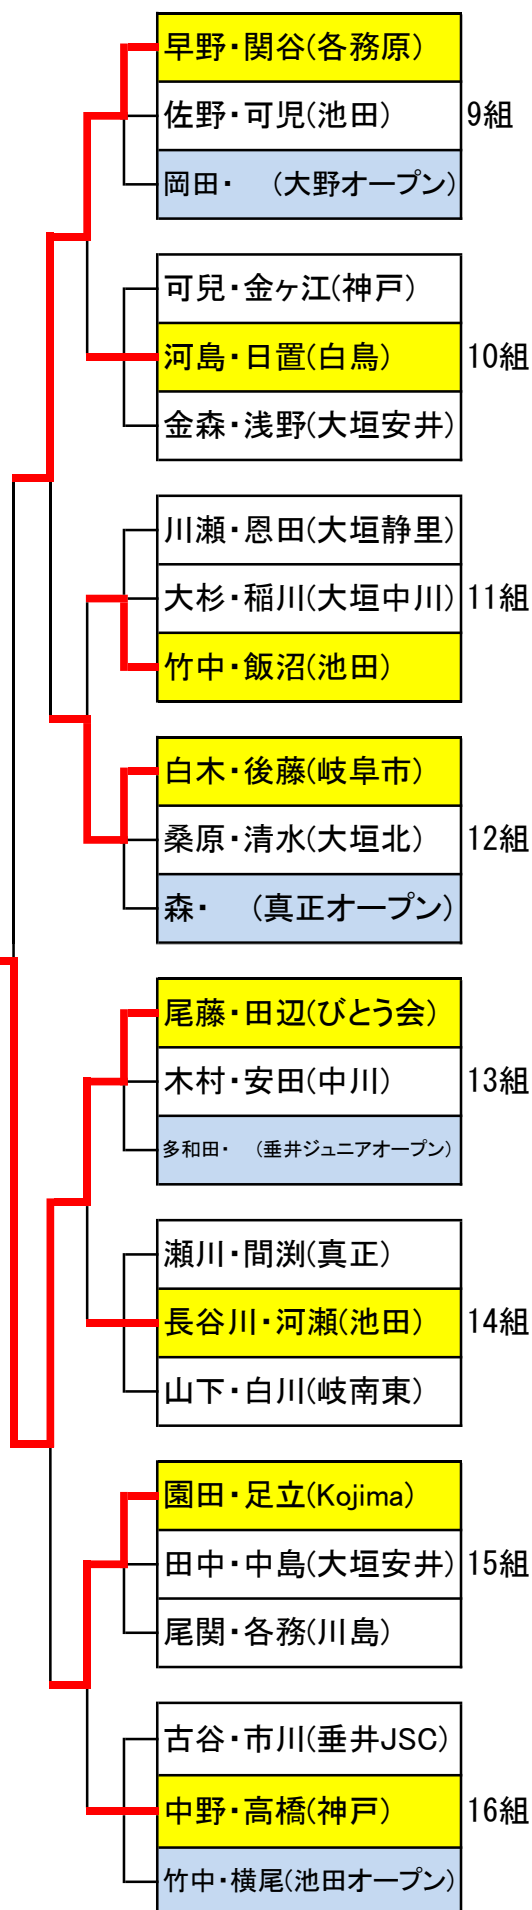 早野・関谷(各務原)
佐野・可児(池田)
9組
岡田・　(大野オープン)
可兒・金ヶ江(神戸)
河島・日置(白鳥)
10組
金森・浅野(大垣安井)
川瀬・恩田(大垣静里)
大杉・稲川(大垣中川)
11組
竹中・飯沼(池田)
白木・後藤(岐阜市)
桑原・清水(大垣北)
12組
森・　(真正オープン)
尾藤・田辺(びとう会)
木村・安田(中川)
13組
多和田・　(垂井ジュニアオープン)
瀬川・間渕(真正)
長谷川・河瀬(池田)
14組
山下・白川(岐南東)
園田・足立(Kojima)
田中・中島(大垣安井)
15組
尾関・各務(川島)
古谷・市川(垂井JSC)
中野・高橋(神戸)
16組
竹中・横尾(池田オープン)